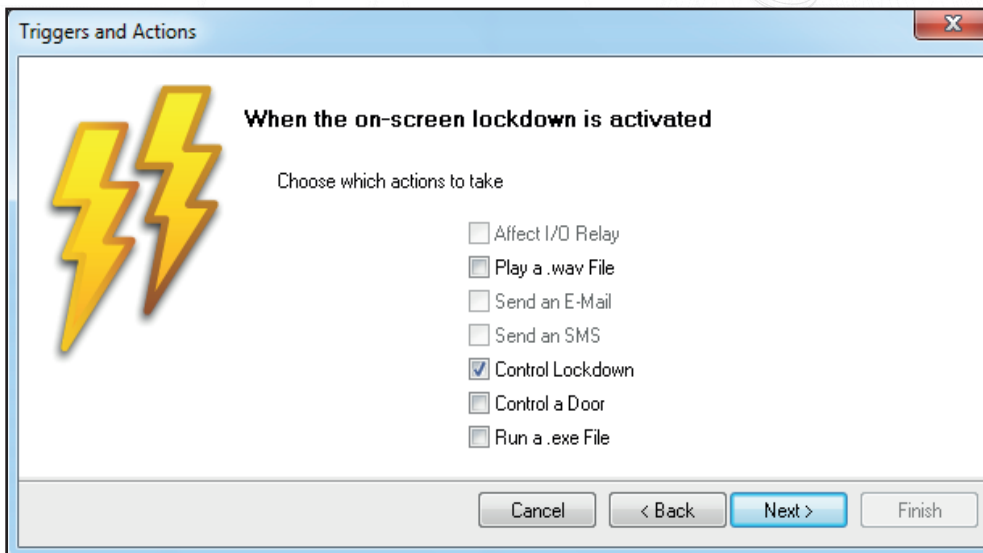 Triggers and Actions
When the on-screen lockdown is activated
Choose which actions to take
Affect I/O Relay
Play a .wav File
Send an E-Mail
Send an SMS
Control Lockdown
Control a Door
Run a .exe File
Cancel < Back Next > Finish